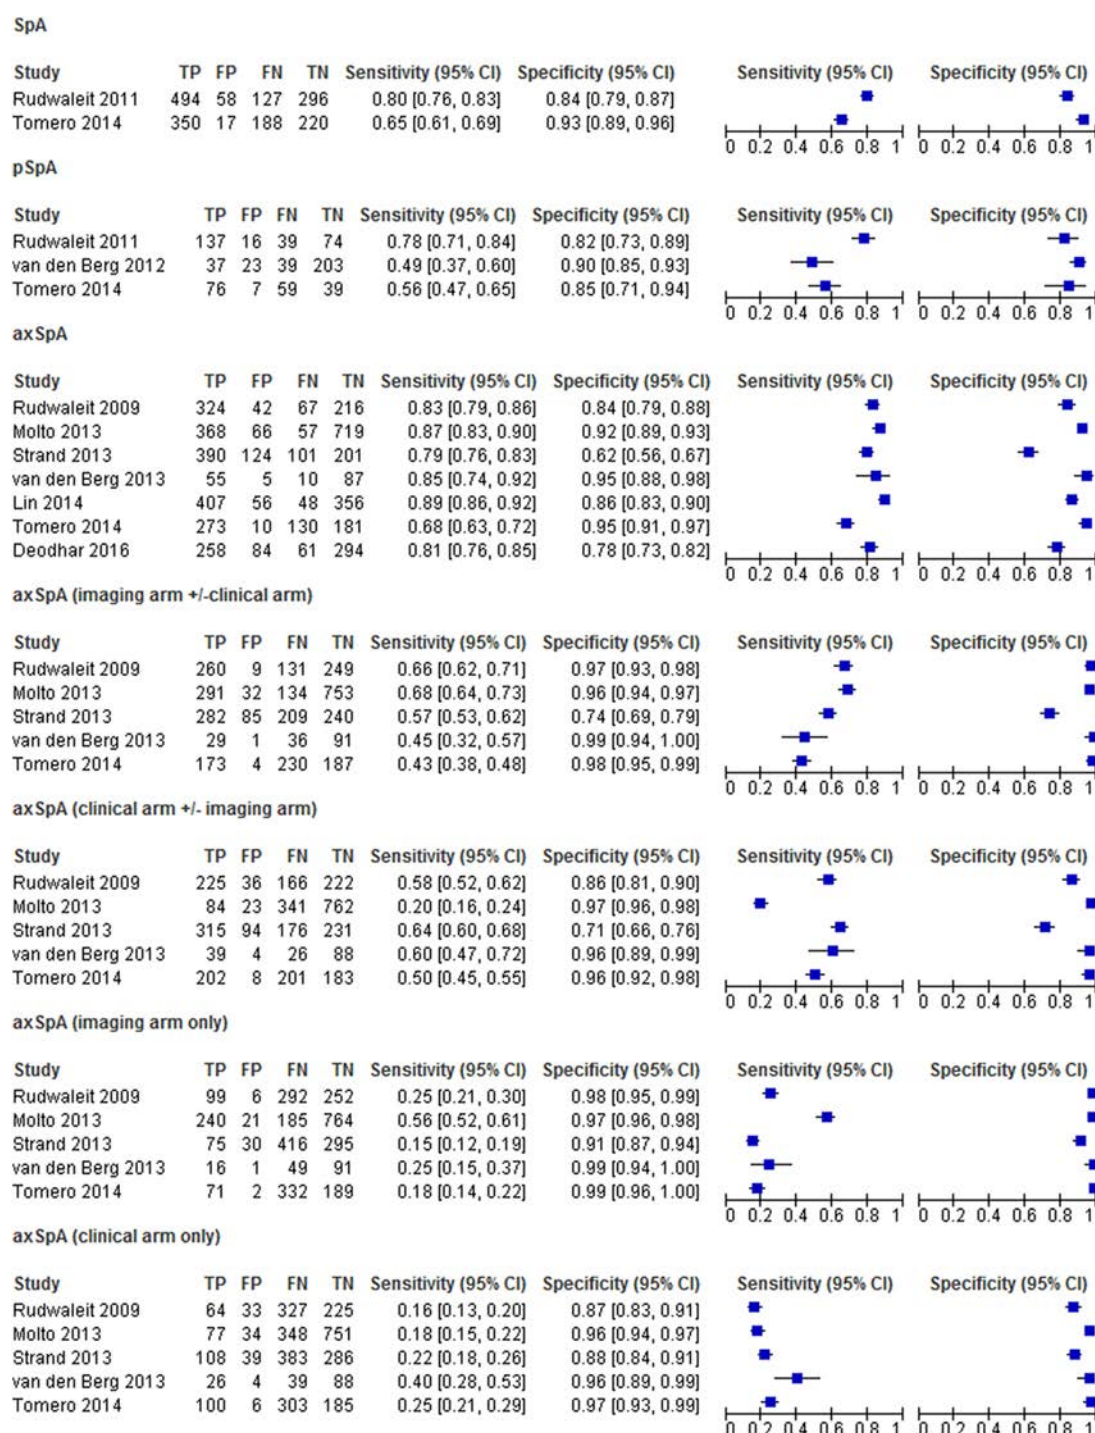 SpA
Study TP FP FN TN Sensitivity (95% CI) Specificity (95% CI) Sensitivity (95% CI) Specificity (95% CI)
Rudwaleit 2011 494 58 127 296 0.80 [0.76, 0.83] 0.84 [0.79, 0.87]
Tomero 2014 350 17 188 220 0.65 [0.61, 0.69] 0.93 [0.89, 0.96]
0 0.2 0.4 0.6 0.8 1 0 0.2 0.4 0.6 0.8 1
pSpA
Study TP FP FN TN Sensitivity (95% CI) Specificity (95% CI) Sensitivity (95% CI) Specificity (95% CI)
Rudwaleit 2011 137 16 39 74 0.78 [0.71, 0.84] 0.82 [0.73, 0.89]
van den Berg 2012 37 23 39 203 0.49 [0.37, 0.60] 0.90 [0.85, 0.93]
Tomero 2014 76 7 59 39 0.56 [0.47, 0.65] 0.85 [0.71, 0.94]
0 0.2 0.4 0.6 0.8 1 0 0.2 0.4 0.6 0.8 1
axSpA
Study TP FP FN TN Sensitivity (95% CI) Specificity (95% CI) Sensitivity (95% CI) Specificity (95% CI)
Rudwaleit 2009 324 42 67 216 0.83 [0.79, 0.86] 0.84 [0.79, 0.88]
Molto 2013 368 66 57 719 0.87 [0.83, 0.90] 0.92 [0.89, 0.93]
Strand 2013 390 124 101 201 0.79 [0.76, 0.83] 0.62 [0.56, 0.67]
van den Berg 2013 55 5 10 87 0.85 [0.74, 0.92] 0.95 [0.88, 0.98]
Lin 2014 407 56 48 356 0.89 [0.86, 0.92] 0.86 [0.83, 0.90]
Tomero 2014 273 10 130 181 0.68 [0.63, 0.72] 0.95 [0.91, 0.97]
Deodhar 2016 258 84 61 294 0.81 [0.76, 0.85] 0.78 [0.73, 0.82]
0 0.2 0.4 0.6 0.8 1 0 0.2 0.4 0.6 0.8 1
axSpA (imaging arm +/-clinical arm)
Study TP FP FN TN Sensitivity (95% CI) Specificity (95% CI) Sensitivity (95% CI) Specificity (95% CI)
Rudwaleit 2009 260 9 131 249 0.66 [0.62, 0.71] 0.97 [0.93, 0.98]
Molto 2013 291 32 134 753 0.68 [0.64, 0.73] 0.96 [0.94, 0.97]
Strand 2013 282 85 209 240 0.57 [0.53, 0.62] 0.74 [0.69, 0.79]
van den Berg 2013 29 1 36 91 0.45 [0.32, 0.57] 0.99 [0.94, 1.00]
Tomero 2014 173 4 230 187 0.43 [0.38, 0.48] 0.98 [0.95, 0.99]
0 0.2 0.4 0.6 0.8 1 0 0.2 0.4 0.6 0.8 1
axSpA (clinical arm +/- imaging arm)
Study TP FP FN TN Sensitivity (95% CI) Specificity (95% CI) Sensitivity (95% CI) Specificity (95% CI)
Rudwaleit 2009 225 36 166 222 0.58 [0.52, 0.62] 0.86 [0.81, 0.90]
Molto 2013 84 23 341 762 0.20 [0.16, 0.24] 0.97 [0.96, 0.98]
Strand 2013 315 94 176 231 0.64 [0.60, 0.68] 0.71 [0.66, 0.76]
van den Berg 2013 39 4 26 88 0.60 [0.47, 0.72] 0.96 [0.89, 0.99]
Tomero 2014 202 8 201 183 0.50 [0.45, 0.55] 0.96 [0.92, 0.98]
0 0.2 0.4 0.6 0.8 1 0 0.2 0.4 0.6 0.8 1
axSpA (imaging arm only)
Study TP FP FN TN Sensitivity (95% CI) Specificity (95% CI) Sensitivity (95% CI) Specificity (95% CI)
Rudwaleit 2009 99 6 292 252 0.25 [0.21, 0.30] 0.98 [0.95, 0.99]
Molto 2013 240 21 185 764 0.56 [0.52, 0.61] 0.97 [0.96, 0.98]
Strand 2013 75 30 416 295 0.15 [0.12, 0.19] 0.91 [0.87, 0.94]
van den Berg 2013 16 1 49 91 0.25 [0.15, 0.37] 0.99 [0.94, 1.00]
Tomero 2014 71 2 332 189 0.18 [0.14, 0.22] 0.99 [0.96, 1.00]
0 0.2 0.4 0.6 0.8 1 0 0.2 0.4 0.6 0.8 1
axSpA (clinical arm only)
Study TP FP FN TN Sensitivity (95% CI) Specificity (95% CI) Sensitivity (95% CI) Specificity (95% CI)
Rudwaleit 2009 64 33 327 225 0.16 [0.13, 0.20] 0.87 [0.83, 0.91]
Molto 2013 77 34 348 751 0.18 [0.15, 0.22] 0.96 [0.94, 0.97]
Strand 2013 108 39 383 286 0.22 [0.18, 0.26] 0.88 [0.84, 0.91]
van den Berg 2013 26 4 39 88 0.40 [0.28, 0.53] 0.96 [0.89, 0.99]
Tomero 2014 100 6 303 185 0.25 [0.21, 0.29] 0.97 [0.93, 0.99]
0 0.2 0.4 0.6 0.8 1 0 0.2 0.4 0.6 0.8 1